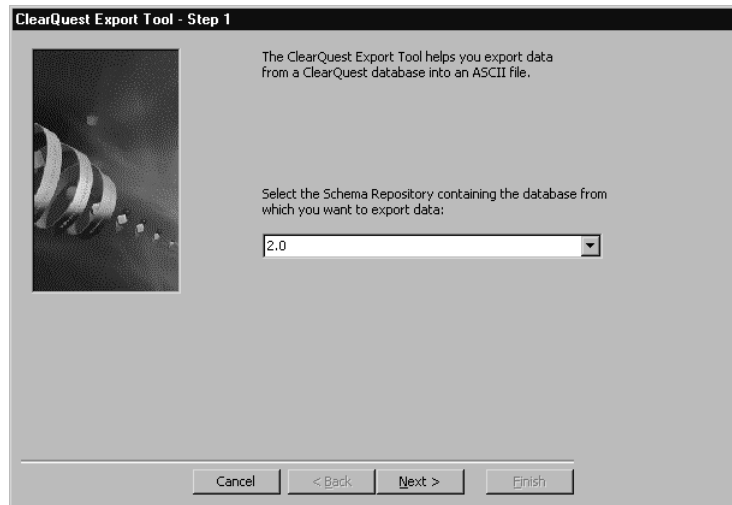 ClearQuest Export Tool - Step 1
The ClearQuest Export Tool helps you export data
from a ClearQuest database into an ASCII file.
Select the Schema Repository containing the database from
which you want to export data:
2.0
Cancel
< Back
Next >
Finish